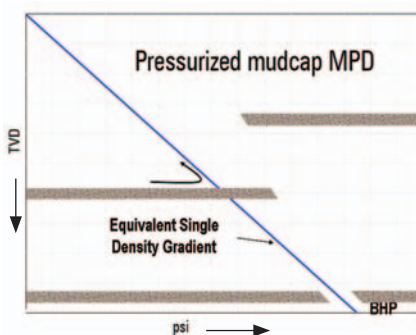 Pressurized mudcap MPD
TVD
Equivalent Single
Density Gradient
BHP
psi